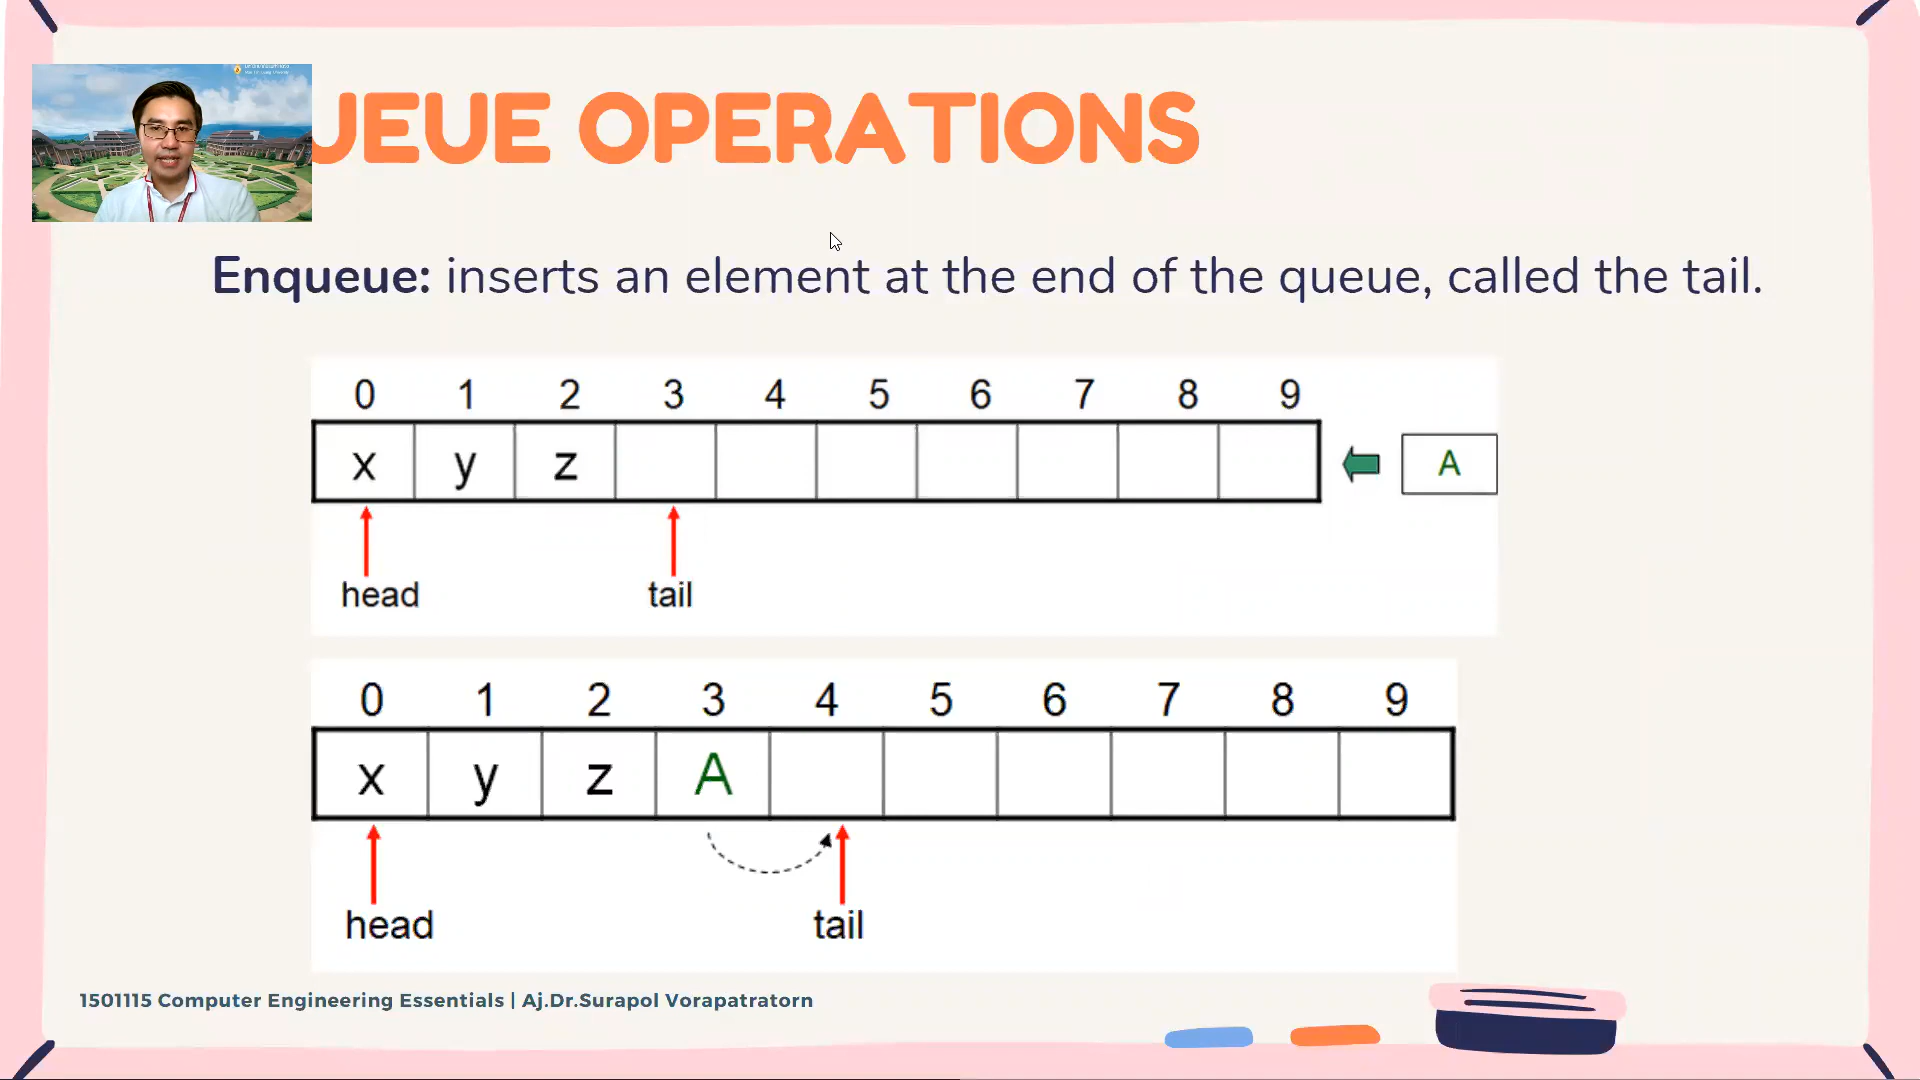 UEUE OPERATIONS
Enqueue: inserts an element at the end of the queue, called the tail.
0 1 2 3 4 5 6 7 8 9
x y z
A
head tail
0 1 2 3 4 5 6 7 8 9
x y z A
head tail
1501115 Computer Engineering Essentials | Aj.Dr.Surapol Vorapatratorn